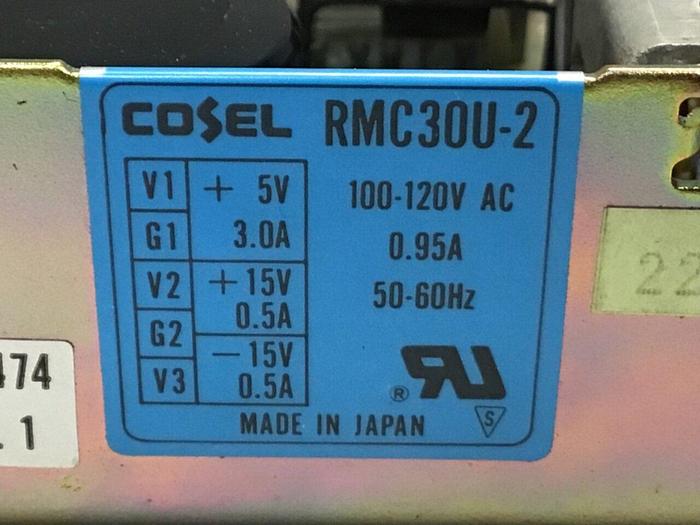 COSEL RMC30U-2
V1 + 5V
G1 3.0A
100-120V AC
0.95A
50-60Hz
V2 +15V
0.5A
G2
-15V
V3 0.5A
® RU
S
MADE IN JAPAN
474
. 1
22